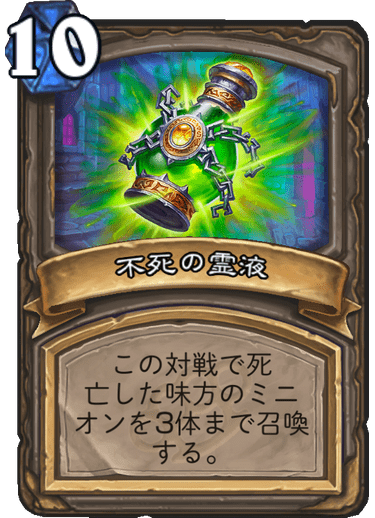 10
不死の霊液
この対戦で死
亡した味方のミニ
オンを3体まで召喚
する。